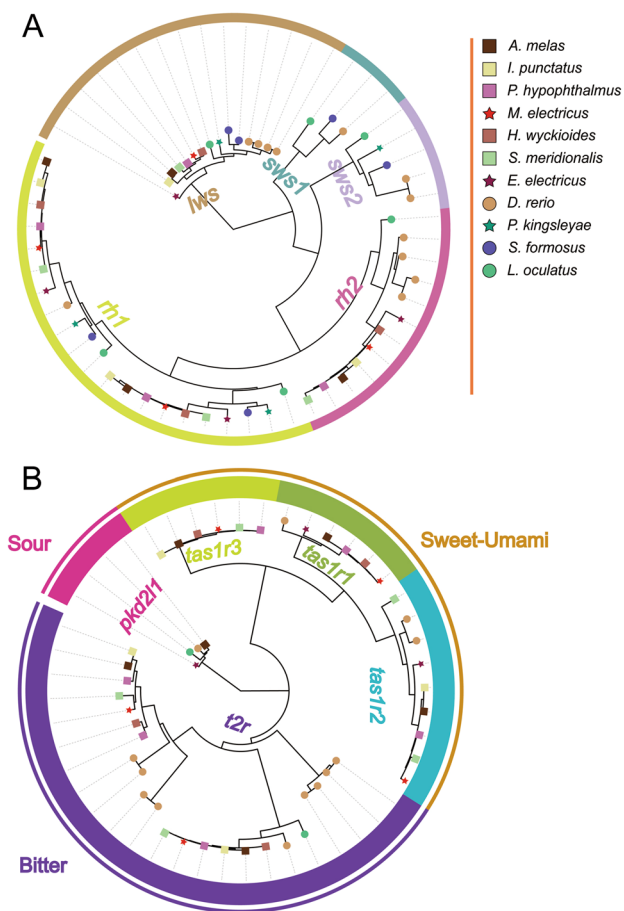 A
A. melas
I. punctatus
P. hypophthalmus
M. electricus
H. wyckioides
S. meridionalis
E. electricus
D. rerio
P. kingsleyae
S. formosus
L. oculatus
lws
sws1
sws2
rh2
rh1
B
Sour
Sweet-Umami
tas1r3
tas1r1
pkd2l1
tas1r2
t2r
Bitter